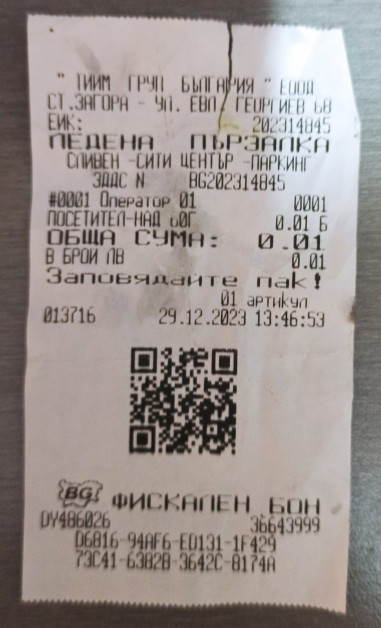 " ТИИМ ГРУП БЪЛГАРИЯ " ЕООД
СТ.ЗАГОРА - УЛ. ЕВЛ. ГЕОРГИЕВ 68
ЕИК: 202314845
ЛЕДЕНА ПЪРЗАЛКА
СЛИВЕН -СИТИ ЦЕНТЪР -ПАРКИНГ
ЗДДС N BG202314845
#0001 Оператор 01 0001
ПОСЕТИТЕЛ-НАД 60Г 0.01 Б
ОБЩА СУМА: 0.01
В БРОЙ ЛВ 0.01
Заповядайте пак!
01 артикул
013716 29.12.2023 13:46:53
BG ФИСКАЛЕН БОН
DY486026 36643999
D6816-94AF6-ED131-1F429
73C41-6382B-3642C-8174A